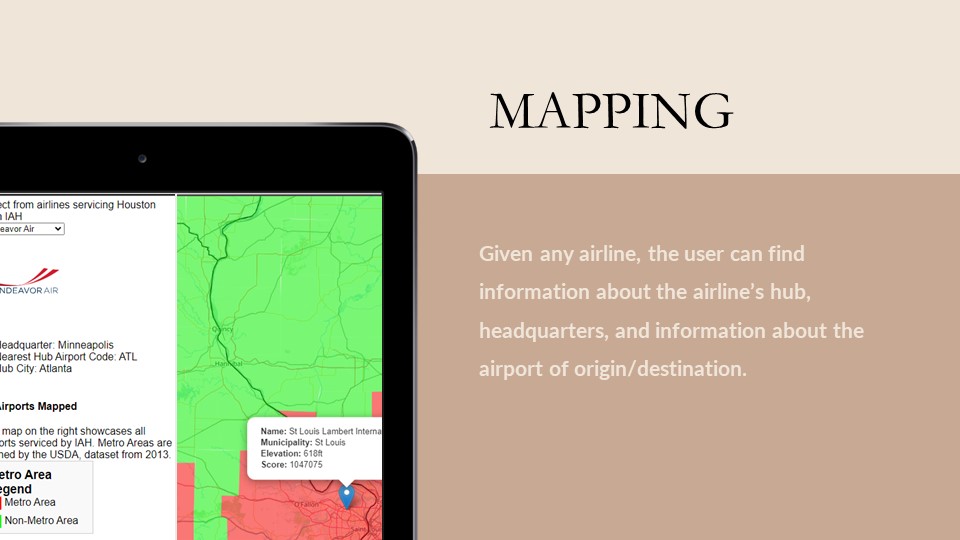 MAPPING
Given any airline, the user can find
information about the airline's hub,
headquarters, and information about the
airport of origin/destination.
ect from airlines servicing Houston
IAH
eavor Air
NDEAVOR AIR
eadquarter: Minneapolis
earest Hub Airport Code: ATL
ub City: Atlanta
irports Mapped
map on the right showcases all
orts serviced by IAH. Metro Areas are
ned by the USDA, dataset from 2013.
etro Area
egend
Metro Area
Non-Metro Area
Quincy
Hannibal
Name: St Louis Lambert Interna
Municipality: St Louis
Elevation: 618ft
Score: 1047075
O'Fallon
Saint